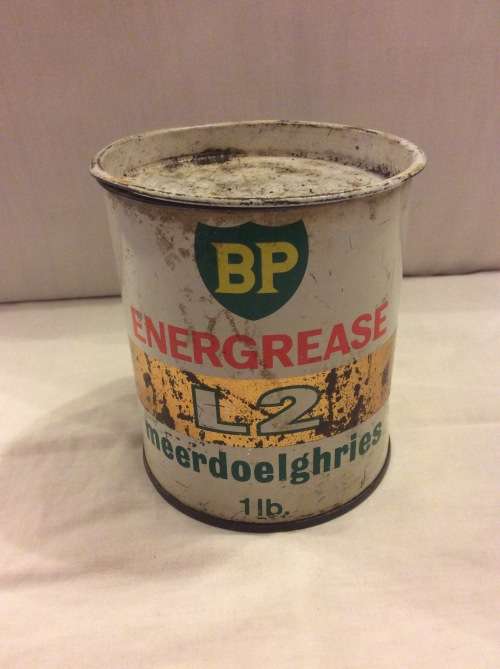 BP
ENERGREASE
L2
meerdoelghries
1 lb.